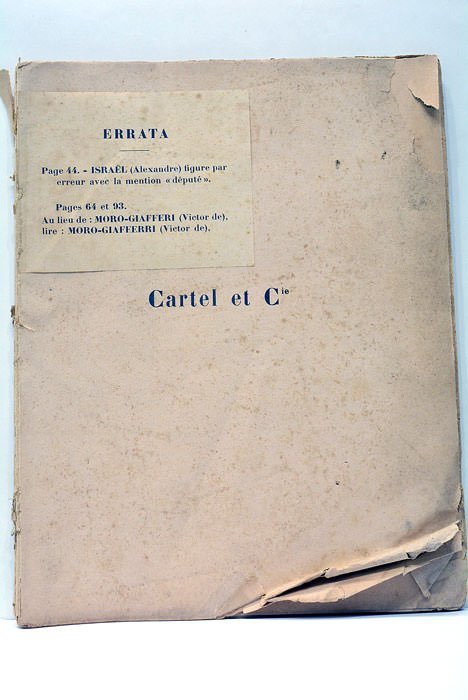 ERRATA
Page 44. - ISRAËL (Alexandre) figure par
erreur avec la mention « député ».
Pages 64 et 93.
Au lieu de : MORO-GIAFFERI (Victor de),
lire : MORO-GIAFFERRI (Victor de),
Cartel et Cie